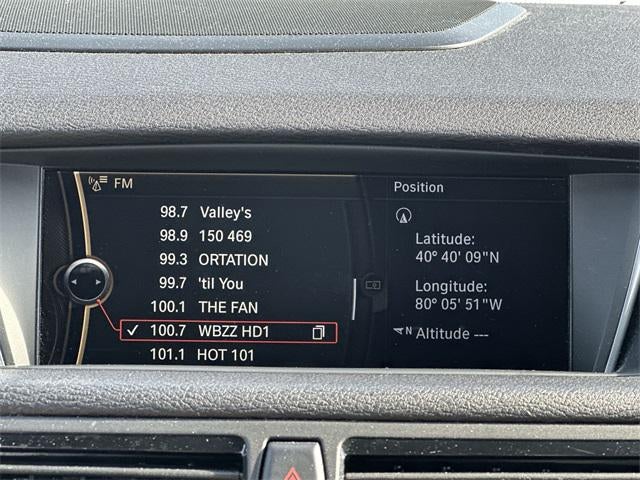 FM
98.7 Valley's
98.9 150 469
99.3 ORTATION
99.7 'til You
100.1 THE FAN
✓ 100.7 WBZZ HD1
101.1 HOT 101
Position
Latitude:
40° 40' 09"N
Longitude:
80° 05' 51"W
N Altitude ---